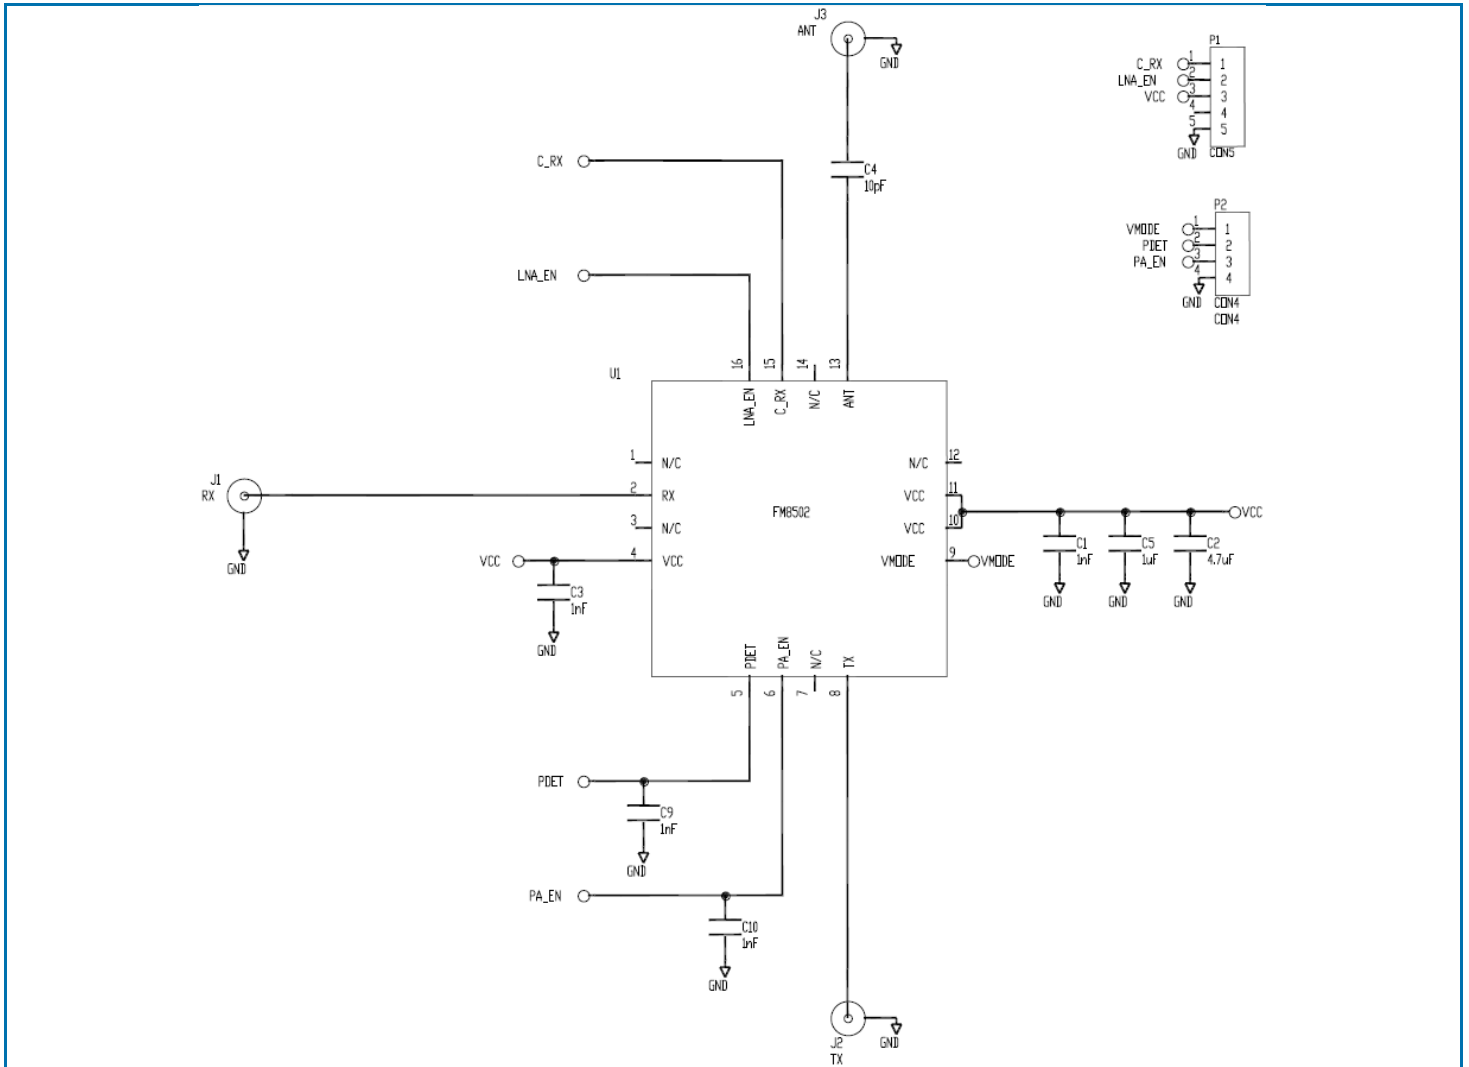 J3
ANT
GND
P1
C_RX 1 1
LNA_EN 2 2
VCC 3 3
4 4
5 5
GND CON5
C_RX
C4
10pF
P2
VMODE 1 1
PDET 2 2
PA_EN 3 3
4 4
GND CON4
CON4
LNA_EN
U1
16 15 14 13
LNA_EN C_RX N/C ANT
1 N/C
N/C 12
J1
RX
2 RX
VCC 11
FM8502
3 N/C
VCC 10
VCC
GND
VCC 4 VCC
VMODE 9 VMODE
C1
1nF
C5
1uF
C2
4.7uF
GND GND GND
C3
1nF
GND
PDET PA_EN N/C TX
5 6 7 8
PDET
C9
1nF
GND
PA_EN
C10
1nF
GND
J2
TX
GND